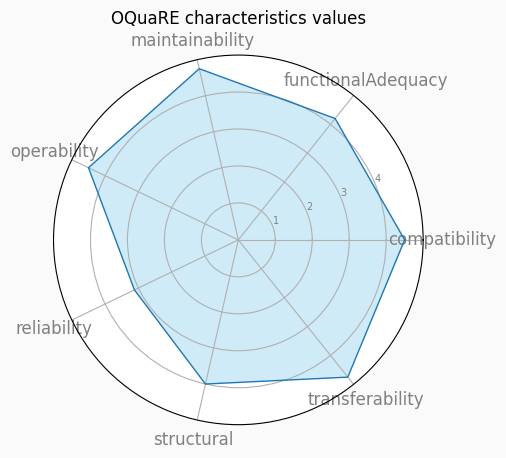 OQuaRE characteristics values
maintainability
functionalAdequacy
operability
4
3
2
1
compatibility
reliability
transferability
structural